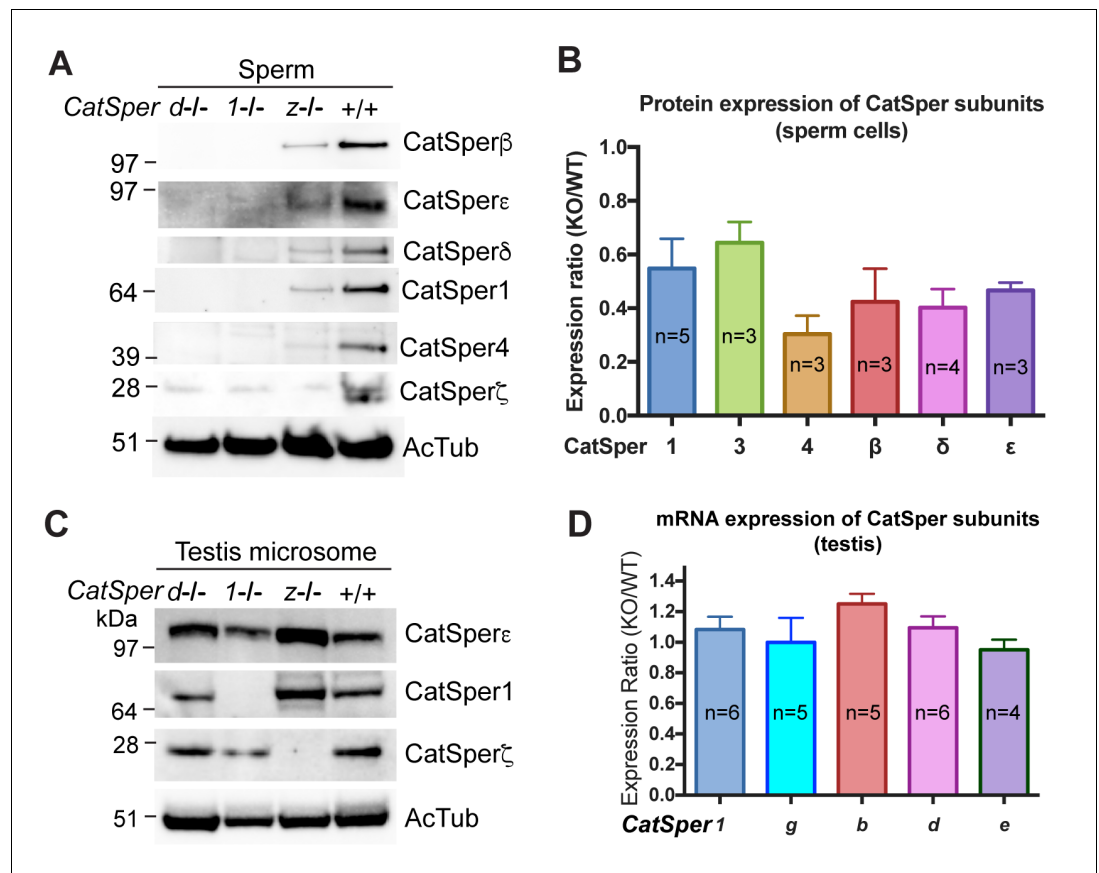 A
Sperm
CatSper d-/- 1-/- z-/- +/+
CatSperβ
97
97
CatSperε
CatSperδ
64
CatSper1
CatSper4
39
28
CatSperζ
51
AcTub
B
Protein expression of CatSper subunits
(sperm cells)
Expression ratio (KO/WT)
1.0
0.8
0.6
0.4
0.2
0.0
n=5
n=3
n=3
n=3
n=4
n=3
CatSper 1 3 4 β δ ε
C
Testis microsome
CatSper d-/- 1-/- z-/- +/+
kDa
97
CatSperε
CatSper1
64
28
CatSperζ
51
AcTub
D
mRNA expression of CatSper subunits
(testis)
Expression Ratio (KO/WT)
1.4
1.2
1.0
0.8
0.6
0.4
0.2
0.0
n=6
n=5
n=5
n=6
n=4
CatSper 1 g b d e